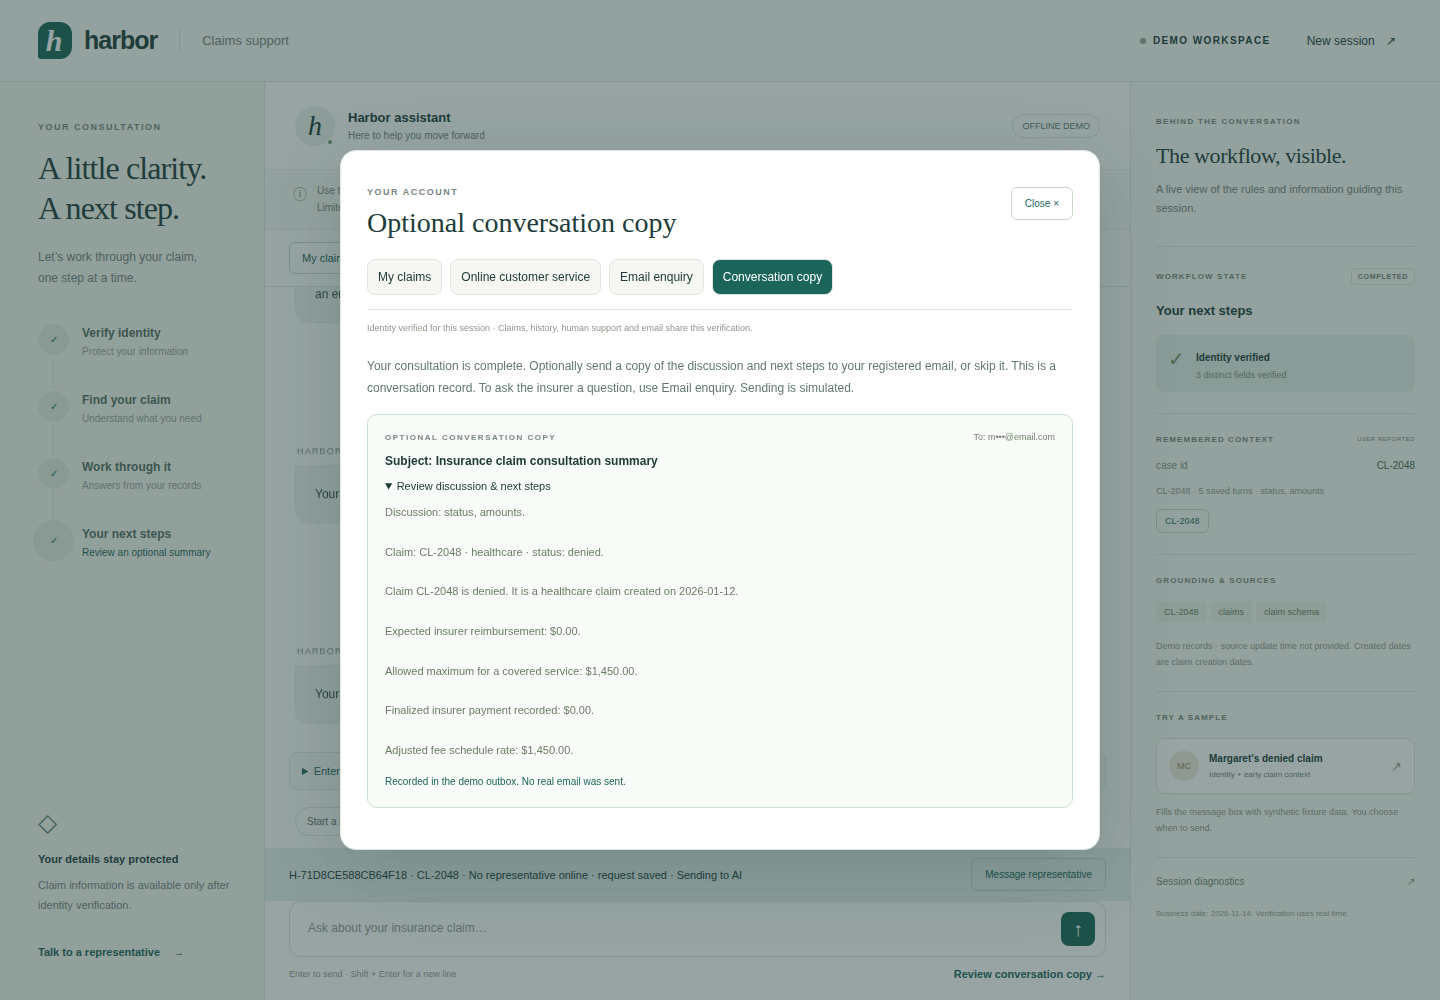 h harbor Claims support
DEMO WORKSPACE New session ↗
YOUR CONSULTATION
A little clarity.
A next step.
Let's work through your claim,
one step at a time.
✓ Verify identity
Protect your information
✓ Find your claim
Understand what you need
✓ Work through it
Answers from your records
✓ Your next steps
Review an optional summary
Your details stay protected
Claim information is available only after
identity verification.
Talk to a representative →
h Harbor assistant
Here to help you move forward
OFFLINE DEMO
Use t
Limite
My clair
an er
HARBOR
Your
HARBOR
Your
▶ Enter
Start a
YOUR ACCOUNT
Optional conversation copy
Close ×
My claims Online customer service Email enquiry Conversation copy
Identity verified for this session · Claims, history, human support and email share this verification.
Your consultation is complete. Optionally send a copy of the discussion and next steps to your registered email, or skip it. This is a
conversation record. To ask the insurer a question, use Email enquiry. Sending is simulated.
OPTIONAL CONVERSATION COPY To: m•••@email.com
Subject: Insurance claim consultation summary
▼ Review discussion & next steps
Discussion: status, amounts.
Claim: CL-2048 · healthcare · status: denied.
Claim CL-2048 is denied. It is a healthcare claim created on 2026-01-12.
Expected insurer reimbursement: $0.00.
Allowed maximum for a covered service: $1,450.00.
Finalized insurer payment recorded: $0.00.
Adjusted fee schedule rate: $1,450.00.
Recorded in the demo outbox. No real email was sent.
H-71D8CE588CB64F18 · CL-2048 · No representative online · request saved · Sending to AI
Message representative
Ask about your insurance claim…
↑
Enter to send · Shift + Enter for a new line
Review conversation copy →
BEHIND THE CONVERSATION
The workflow, visible.
A live view of the rules and information guiding this
session.
WORKFLOW STATE COMPLETED
Your next steps
✓ Identity verified
3 distinct fields verified
REMEMBERED CONTEXT USER REPORTED
case id CL-2048
CL-2048 · 5 saved turns · status, amounts
CL-2048
GROUNDING & SOURCES
CL-2048 claims claim schema
Demo records · source update time not provided. Created dates
are claim creation dates.
TRY A SAMPLE
MC Margaret's denied claim ↗
Identity + early claim context
Fills the message box with synthetic fixture data. You choose
when to send.
Session diagnostics ↗
Business date: 2026-11-14. Verification uses real time.